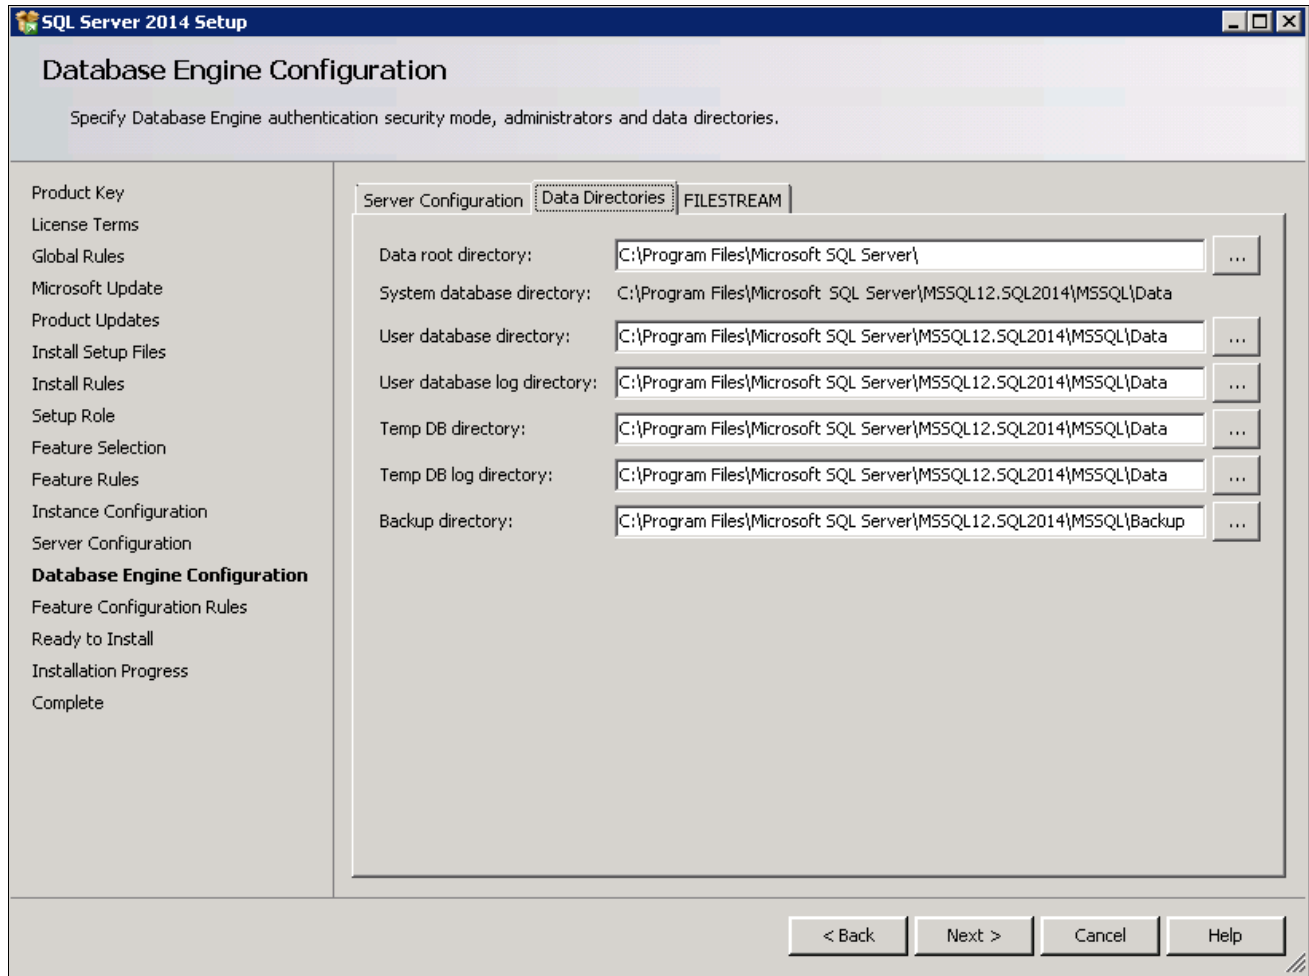 SQL Server 2014 Setup
Database Engine Configuration
Specify Database Engine authentication security mode, administrators and data directories.
Product Key
License Terms
Global Rules
Microsoft Update
Product Updates
Install Setup Files
Install Rules
Setup Role
Feature Selection
Feature Rules
Instance Configuration
Server Configuration
Database Engine Configuration
Feature Configuration Rules
Ready to Install
Installation Progress
Complete
Server Configuration Data Directories FILESTREAM
Data root directory: C:\Program Files\Microsoft SQL Server\ ...
System database directory: C:\Program Files\Microsoft SQL Server\MSSQL12.SQL2014\MSSQL\Data
User database directory: C:\Program Files\Microsoft SQL Server\MSSQL12.SQL2014\MSSQL\Data ...
User database log directory: C:\Program Files\Microsoft SQL Server\MSSQL12.SQL2014\MSSQL\Data ...
Temp DB directory: C:\Program Files\Microsoft SQL Server\MSSQL12.SQL2014\MSSQL\Data ...
Temp DB log directory: C:\Program Files\Microsoft SQL Server\MSSQL12.SQL2014\MSSQL\Data ...
Backup directory: C:\Program Files\Microsoft SQL Server\MSSQL12.SQL2014\MSSQL\Backup ...
< Back Next > Cancel Help